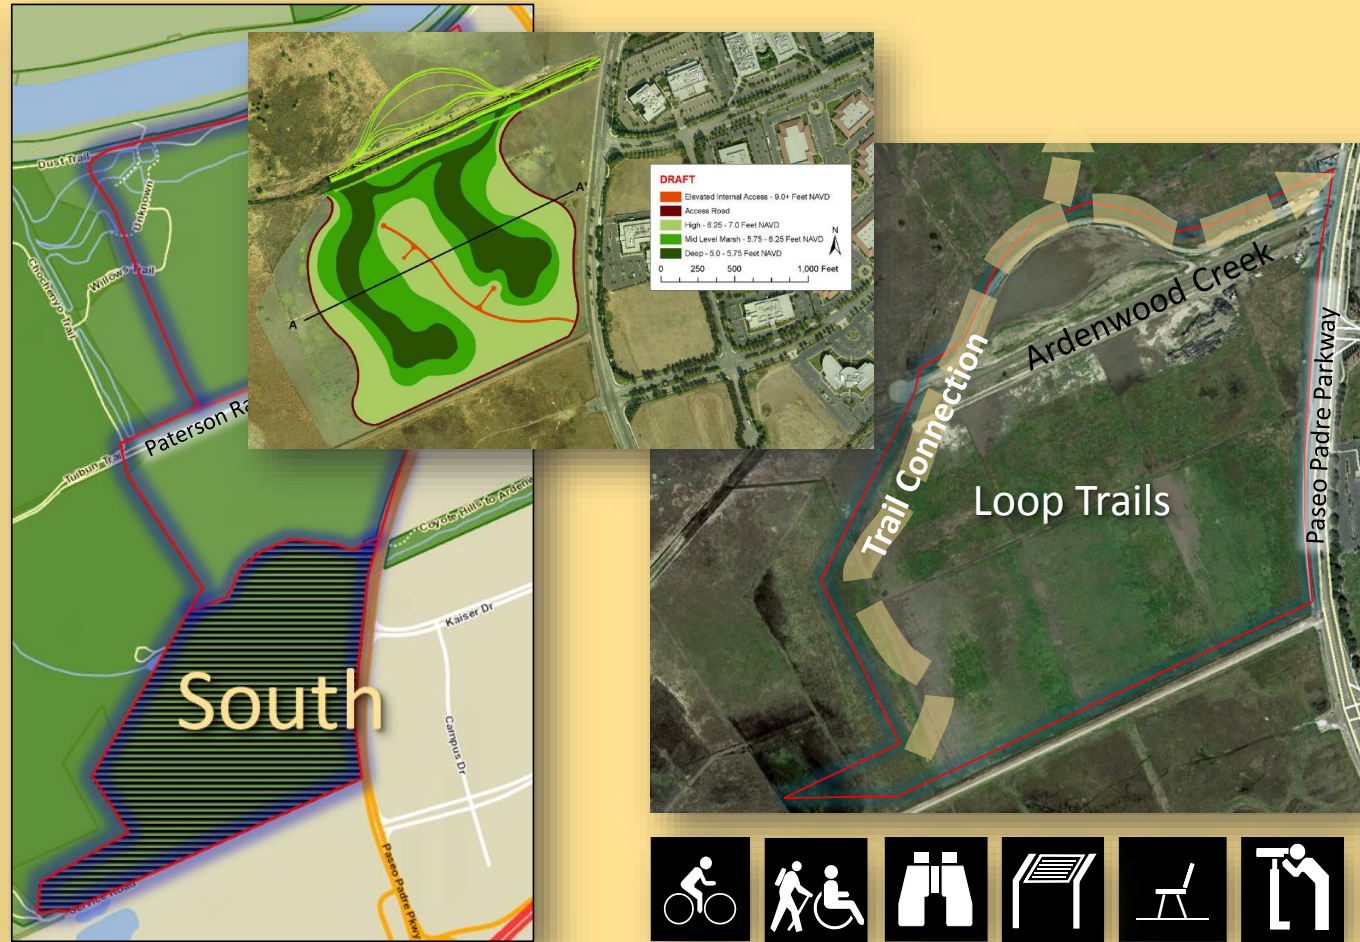 Dust Trail
Unknown
Willows Trail
Chochenyo Trail
Paterson Ra
Tuibun Trail
Coyote Hills to Ardenw
Kaiser Dr
South
Campus Dr
Paseo Padre Pkwy
Service Road
A'
A
DRAFT
Elevated Internal Access - 9.0+ Feet NAVD
Access Road
High - 6.25 - 7.0 Feet NAVD
Mid Level Marsh - 5.75 - 6.25 Feet NAVD
Deep - 5.0 - 5.75 Feet NAVD
N
0 250 500 1,000 Feet
Ardenwood Creek
Trail Connection
Loop Trails
Paseo Padre Parkway